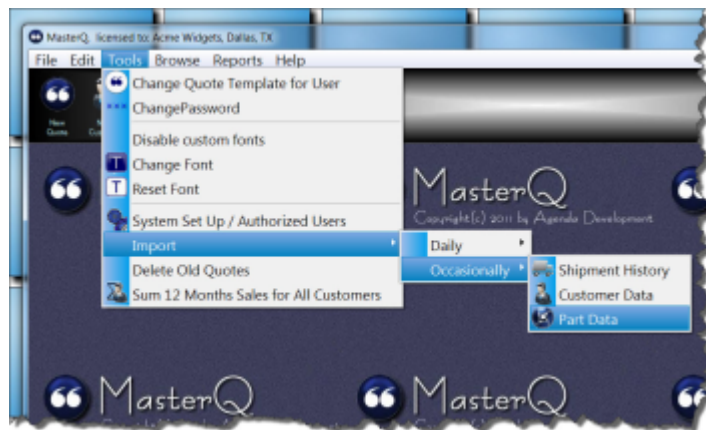 MasterQ, licensed to: Acme Widgets, Dallas, TX
File Edit Tools Browse Reports Help
New
Quote
Change Quote Template for User
ChangePassword
Disable custom fonts
Change Font
Reset Font
System Set Up / Authorized Users
Import
Delete Old Quotes
Sum 12 Months Sales for All Customers
Daily
Occasionally
Shipment History
Customer Data
Part Data
MasterQ
Copyright(c) 2011 by Agenda Development
MasterQ
MasterQ